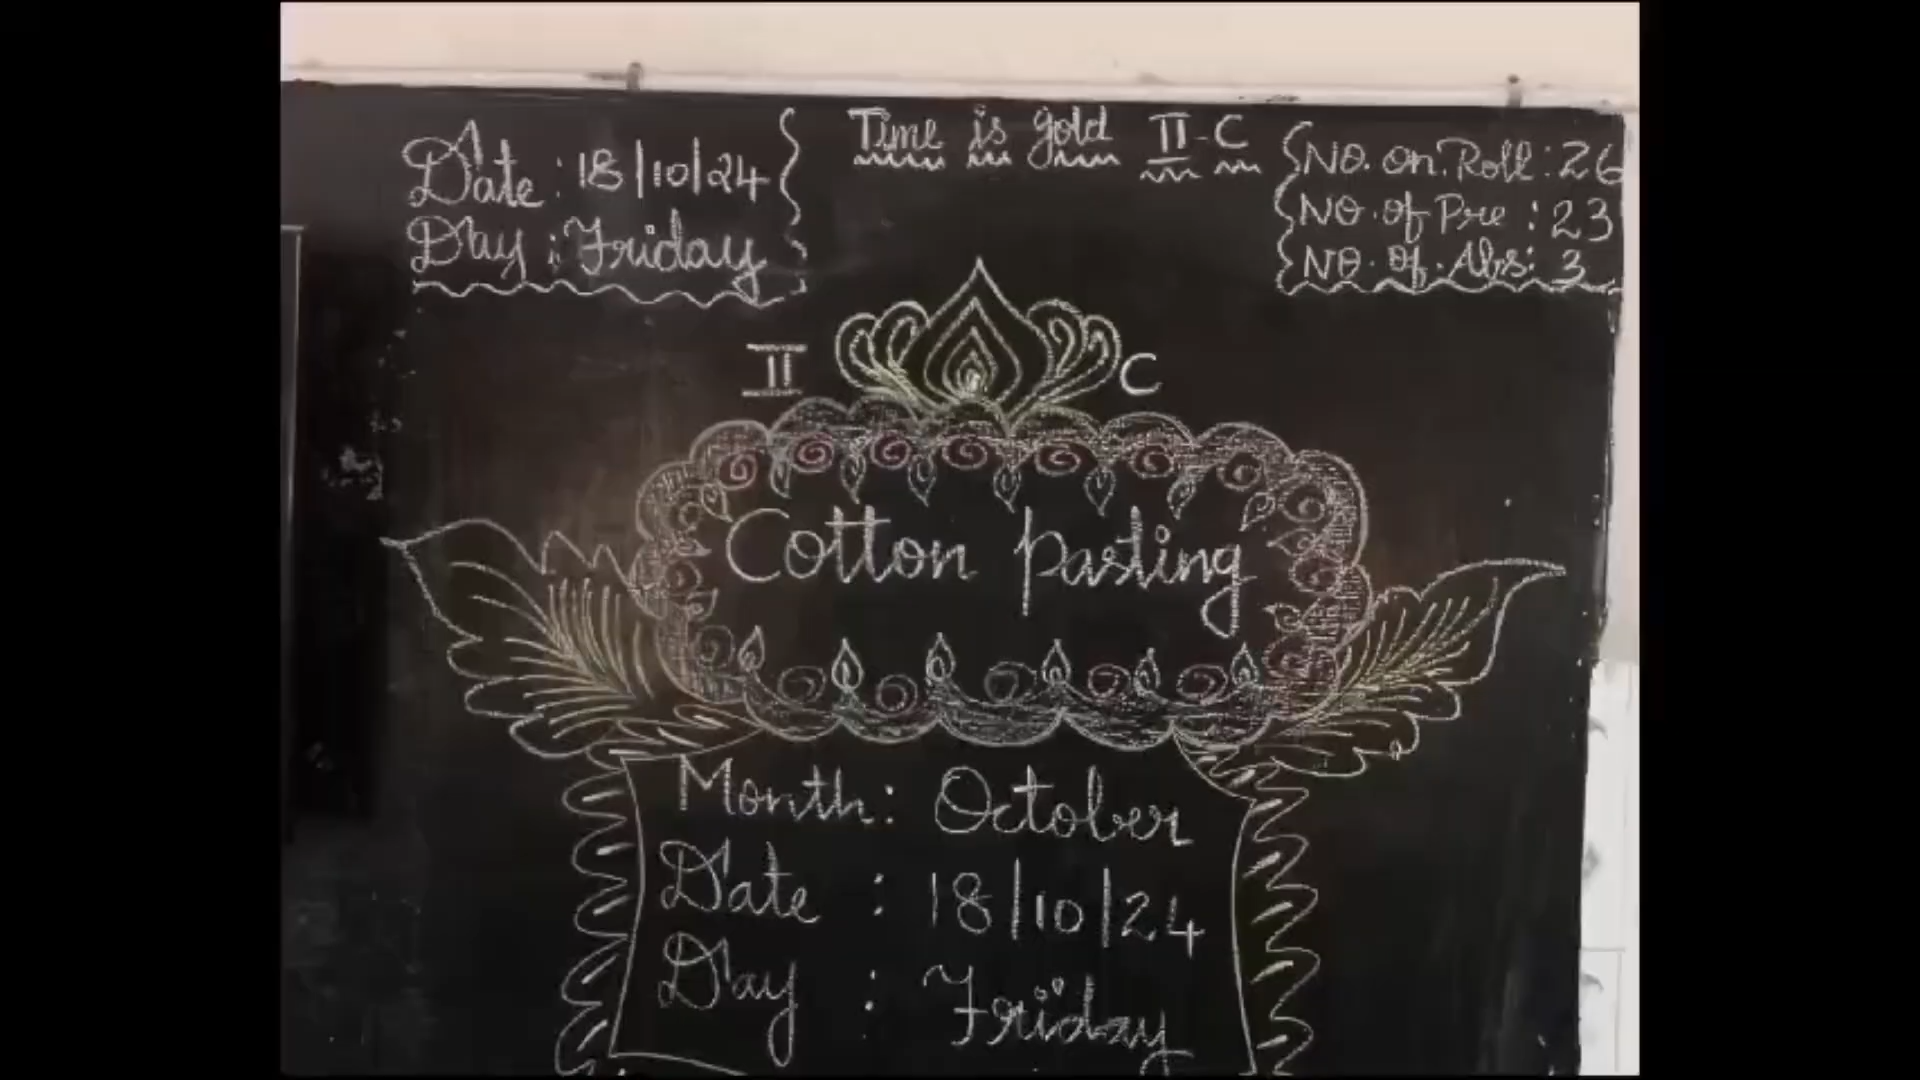 Time is gold II-C
Date : 18/10/24
Day : Friday
No. on. Roll : 26
No. of Pre : 23
No. of. Abs : 3
II C
Cotton pasting
Month : October
Date : 18/10/24
Day : Friday